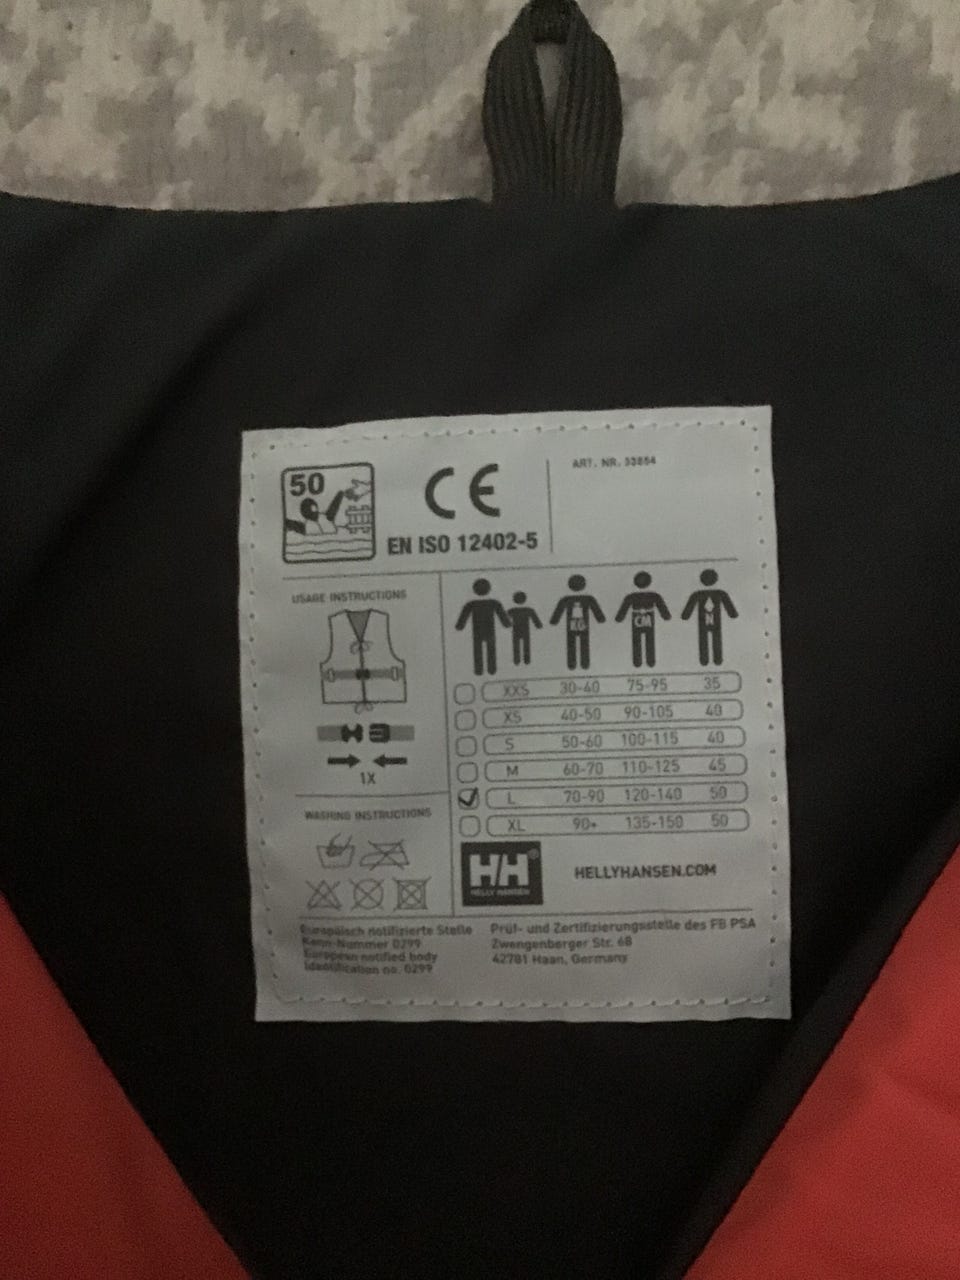 50
CE
ART. NR. 33854
EN ISO 12402-5
USAGE INSTRUCTIONS
KG CM N
XXS 30-40 75-95 35
XS 40-50 90-105 40
S 50-60 100-115 40
M 60-70 110-125 45
L 70-90 120-140 50
XL 90+ 135-150 50
1X
WASHING INSTRUCTIONS
HH
HELLY HANSEN
HELLYHANSEN.COM
Europäisch notifizierte Stelle
Kenn-Nummer 0299
European notified body
Identification no. 0299
Prüf- und Zertifizierungsstelle des FB PSA
Zwengenberger Str. 68
42781 Haan, Germany